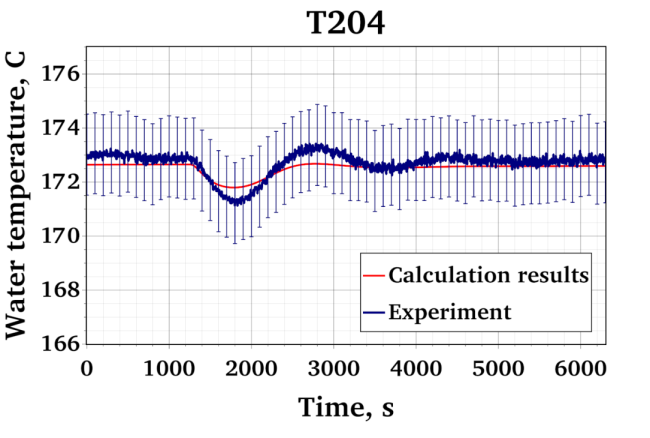 T204
Water temperature, C
176
174
172
170
168
166
0 1000 2000 3000 4000 5000 6000
Calculation results
Experiment
Time, s